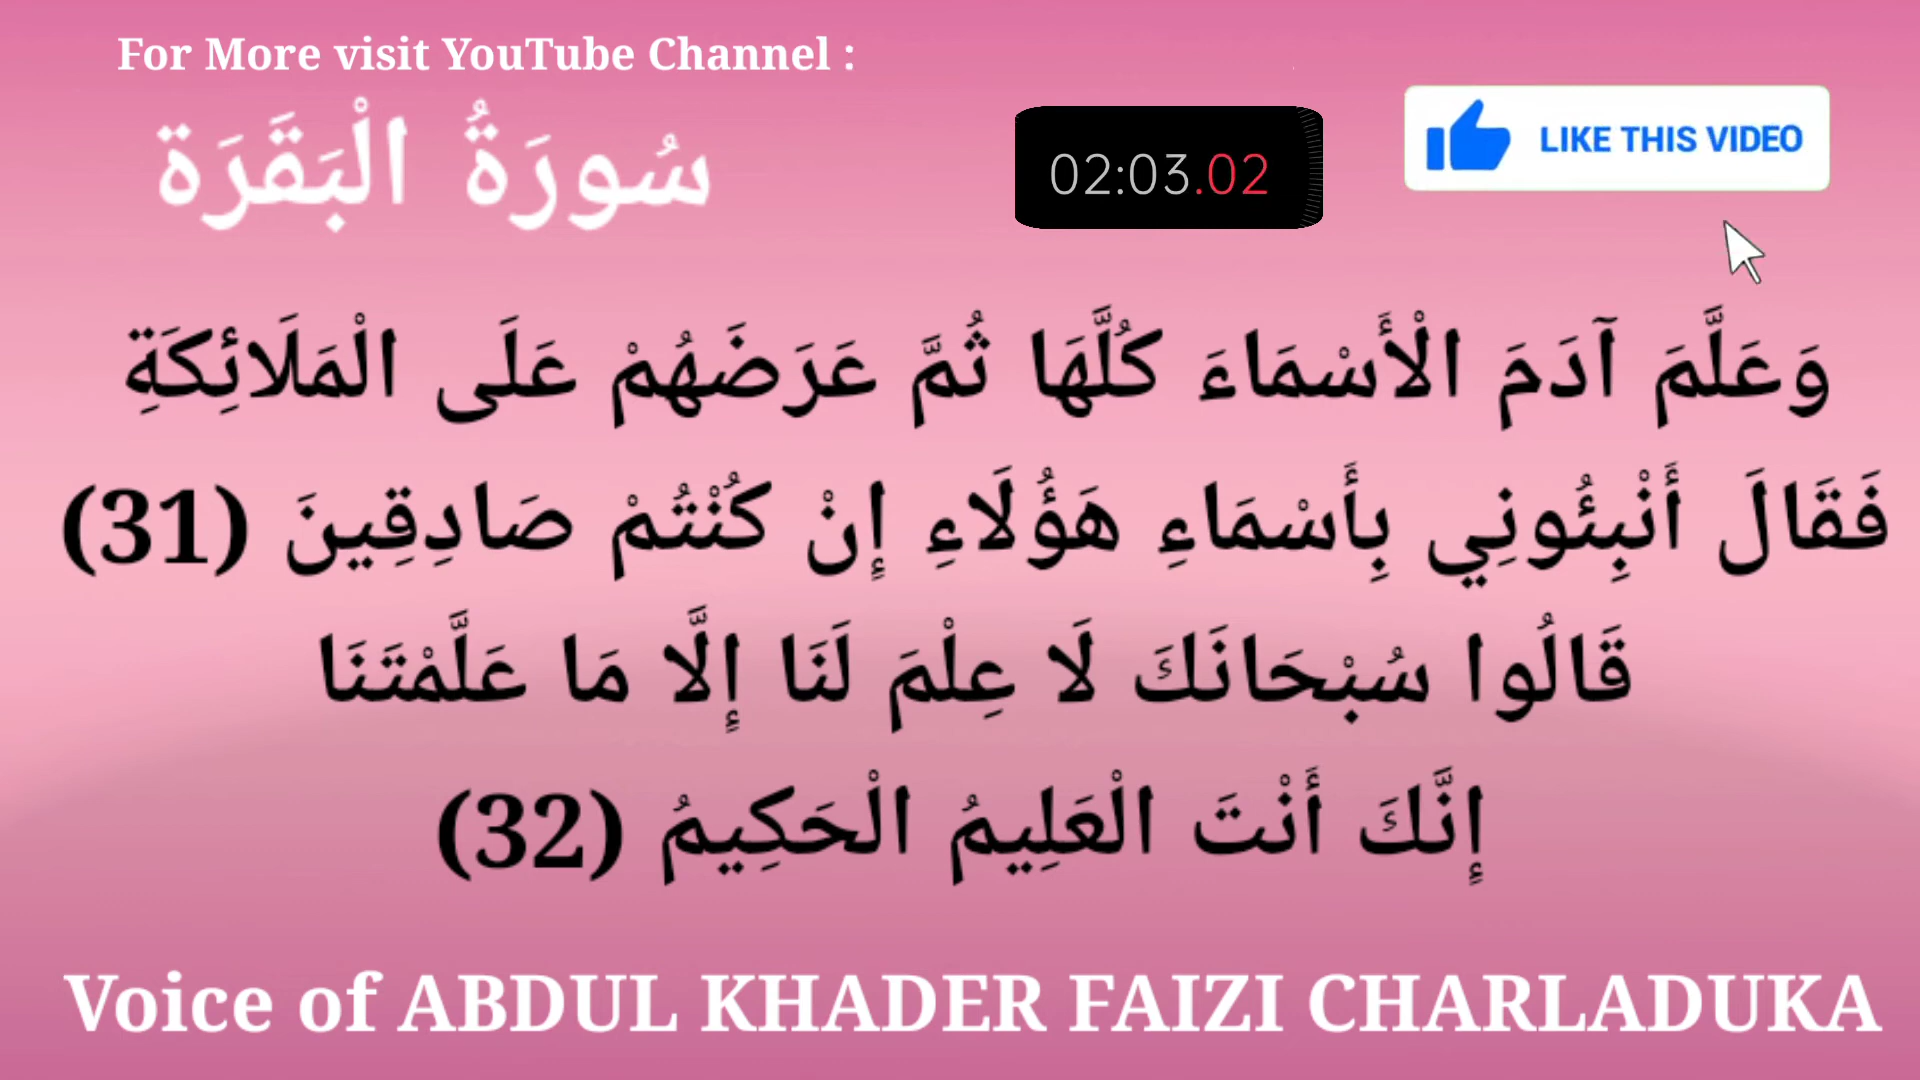 For More visit YouTube Channel :
سُورَةُ الْبَقَرَة
02:03.02
LIKE THIS VIDEO
وَعَلَّمَ آدَمَ الْأَسْمَاءَ كُلَّهَا ثُمَّ عَرَضَهُمْ عَلَى الْمَلَائِكَةِ
فَقَالَ أَنْبِئُونِي بِأَسْمَاءِ هَؤُلَاءِ إِنْ كُنْتُمْ صَادِقِينَ (31)
قَالُوا سُبْحَانَكَ لَا عِلْمَ لَنَا إِلَّا مَا عَلَّمْتَنَا
إِنَّكَ أَنْتَ الْعَلِيمُ الْحَكِيمُ (32)
Voice of ABDUL KHADER FAIZI CHARLADUKA